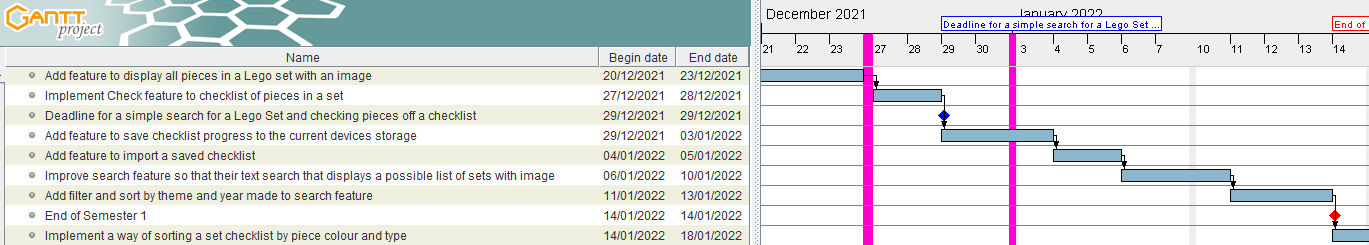 GANTT
project
December 2021
January 2022
Deadline for a simple search for a Lego Set ...
End of
21 22 23 27 28 29 30 3 4 5 6 7 10 11 12 13 14
Name Begin date End date
Add feature to display all pieces in a Lego set with an image 20/12/2021 23/12/2021
Implement Check feature to checklist of pieces in a set 27/12/2021 28/12/2021
Deadline for a simple search for a Lego Set and checking pieces off a checklist 29/12/2021 29/12/2021
Add feature to save checklist progress to the current devices storage 29/12/2021 03/01/2022
Add feature to import a saved checklist 04/01/2022 05/01/2022
Improve search feature so that their text search that displays a possible list of sets with image 06/01/2022 10/01/2022
Add filter and sort by theme and year made to search feature 11/01/2022 13/01/2022
End of Semester 1 14/01/2022 14/01/2022
Implement a way of sorting a set checklist by piece colour and type 14/01/2022 18/01/2022